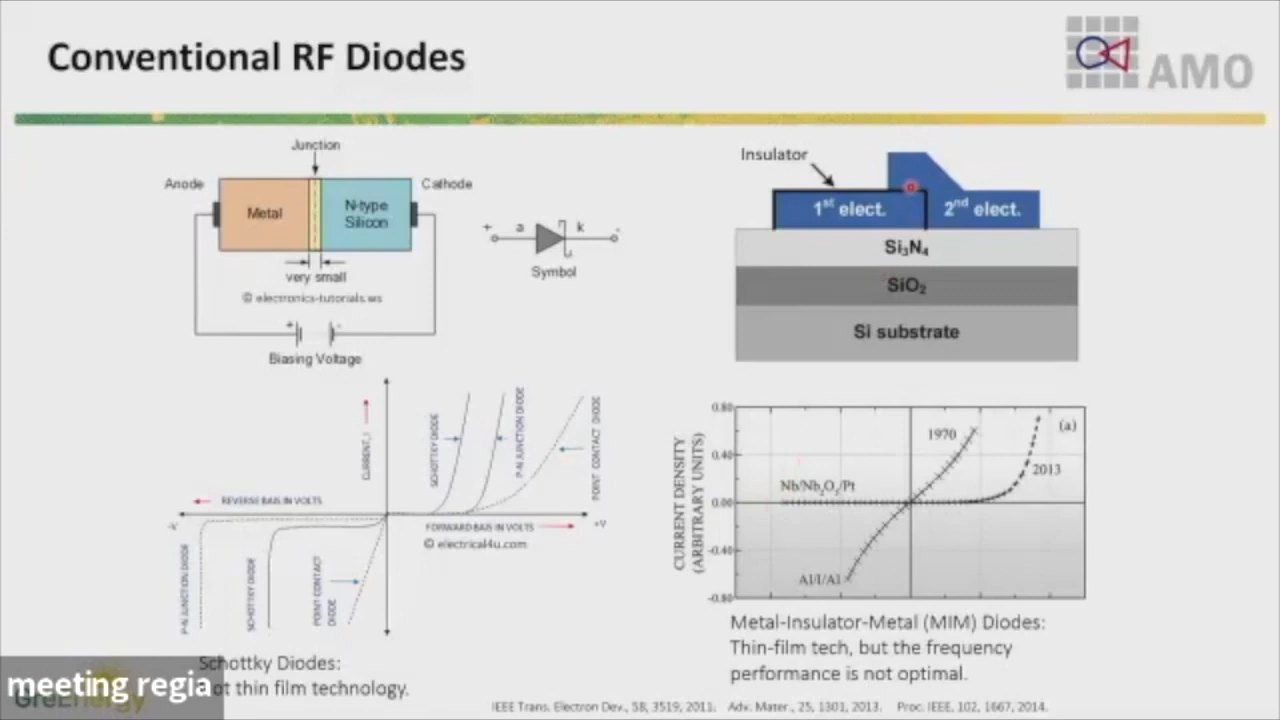 Conventional RF Diodes
AMO
Junction
Anode
Cathode
Metal
N-type
Silicon
very small
© electronics-tutorials.ws
+
-
Biasing Voltage
+ a k -
Symbol
Insulator
1st elect.
2nd elect.
Si₃N₄
SiO₂
Si substrate
CURRENT, I
SCHOTTKY DIODE
P-N JUNCTION DIODE
POINT CONTACT DIODE
REVERSE BAIS IN VOLTS
-V
FORWARD BAIS IN VOLTS
+V
© electrical4u.com
P-N JUNCTION DIODE
SCHOTTKY DIODE
POINT CONTACT
DIODE
CURRENT DENSITY
(ARBITRARY UNITS)
0.80
0.40
0.00
-0.40
-0.80
(a)
1970
2013
Nb/Nb₂O₅/Pt
Al/I/Al
Schottky Diodes:
ot thin film technology.
Metal-Insulator-Metal (MIM) Diodes:
Thin-film tech, but the frequency
performance is not optimal.
meeting regia
GreEnergy
IEEE Trans. Electron Dev., 58, 3519, 2011. Adv. Mater., 25, 1301, 2013. Proc. IEEE, 102, 1667, 2014.